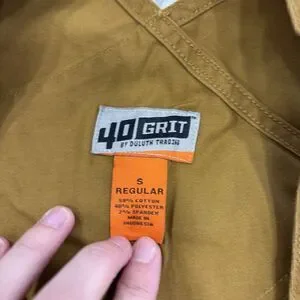 40 GRIT
BY DULUTH TRADING
S
REGULAR
58% COTTON
40% POLYESTER
2% SPANDEX
MADE IN
INDONESIA